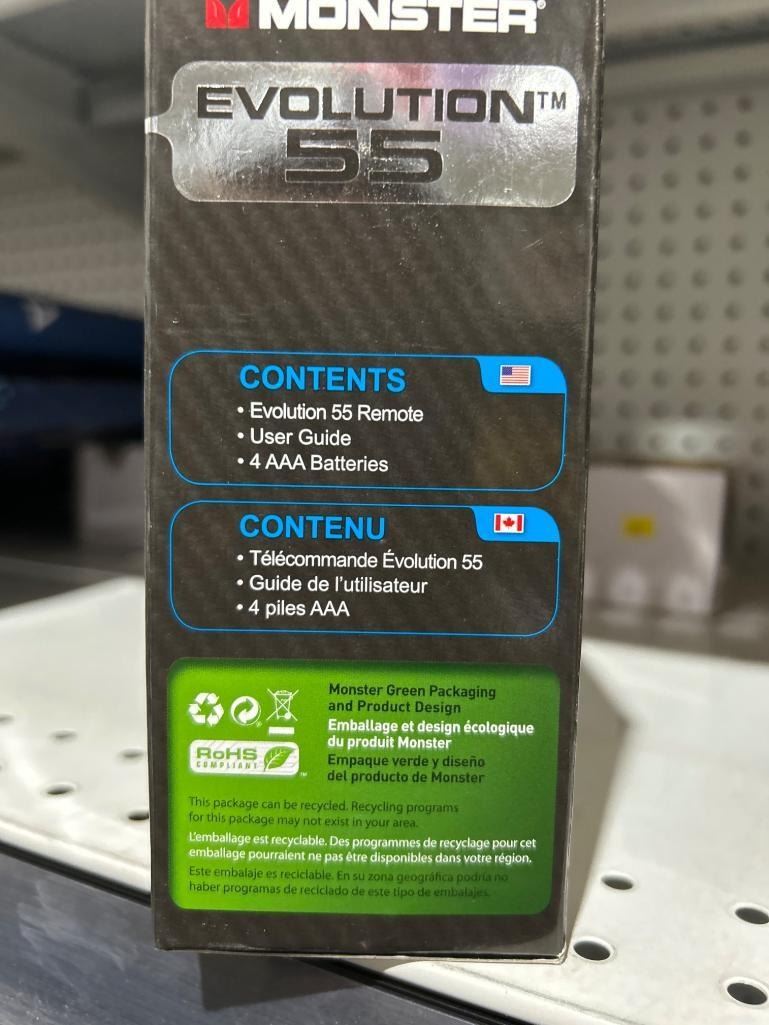 MONSTER®
EVOLUTION™
55
CONTENTS
• Evolution 55 Remote
• User Guide
• 4 AAA Batteries
CONTENU
• Télécommande Évolution 55
• Guide de l'utilisateur
• 4 piles AAA
Monster Green Packaging
and Product Design
Emballage et design écologique
du produit Monster
Empaque verde y diseño
del producto de Monster
RoHS
COMPLIANT
™
This package can be recycled. Recycling programs
for this package may not exist in your area.
L'emballage est recyclable. Des programmes de recyclage pour cet
emballage pourraient ne pas être disponibles dans votre région.
Este embalaje es reciclable. En su zona geográfica podría no
haber programas de reciclado de este tipo de embalajes.